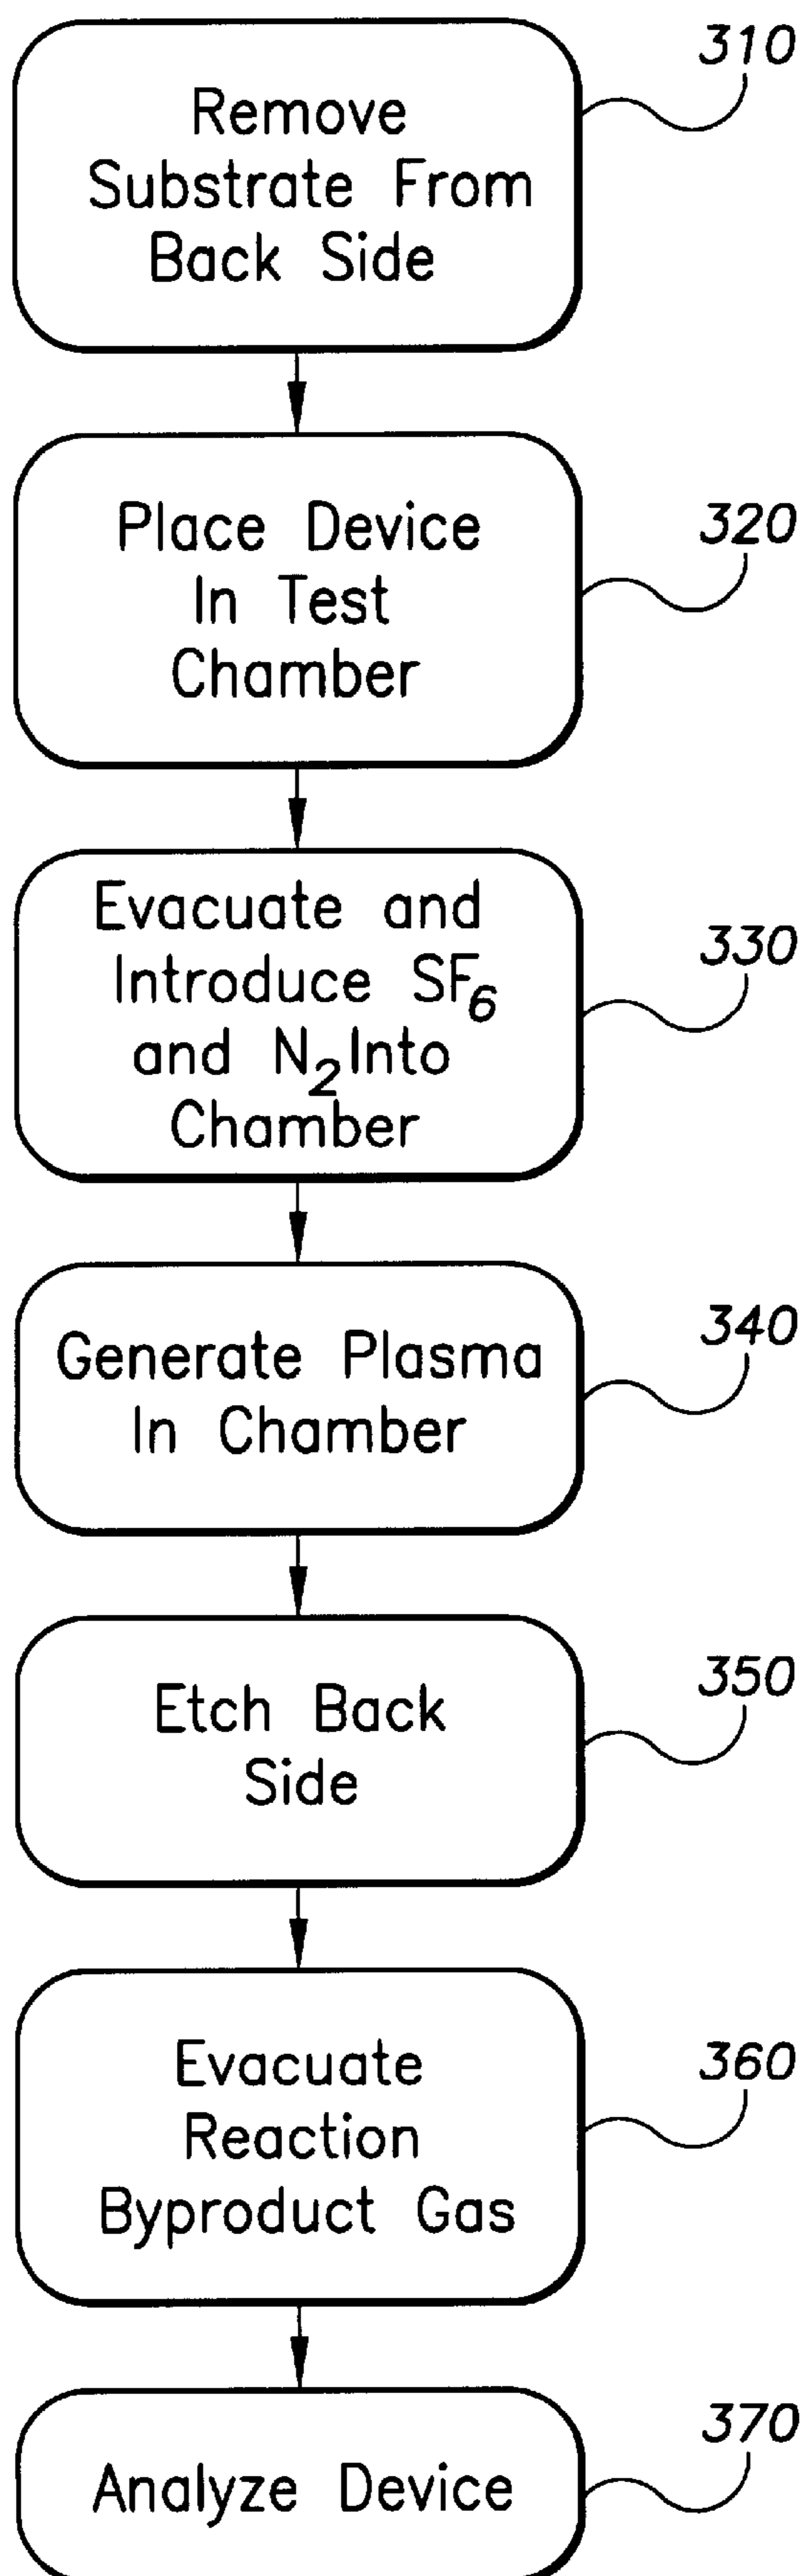 310
Remove
Substrate From
Back Side
320
Place Device
In Test
Chamber
330
Evacuate and
Introduce SF6
and N2 Into
Chamber
340
Generate Plasma
In Chamber
350
Etch Back
Side
360
Evacuate
Reaction
Byproduct Gas
370
Analyze Device